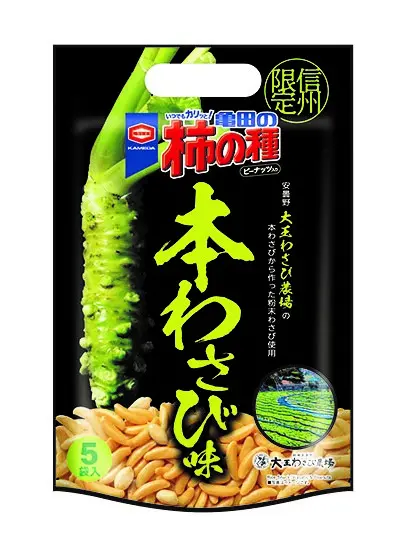 信州
限定
いつでもカリッと!
亀田の
柿の種
ピーナッツ入り
KAMEDA
安曇野 大王わさび農場の
本わさびから作った粉末わさび使用
本わさび味
5
袋入
大王わさび農場